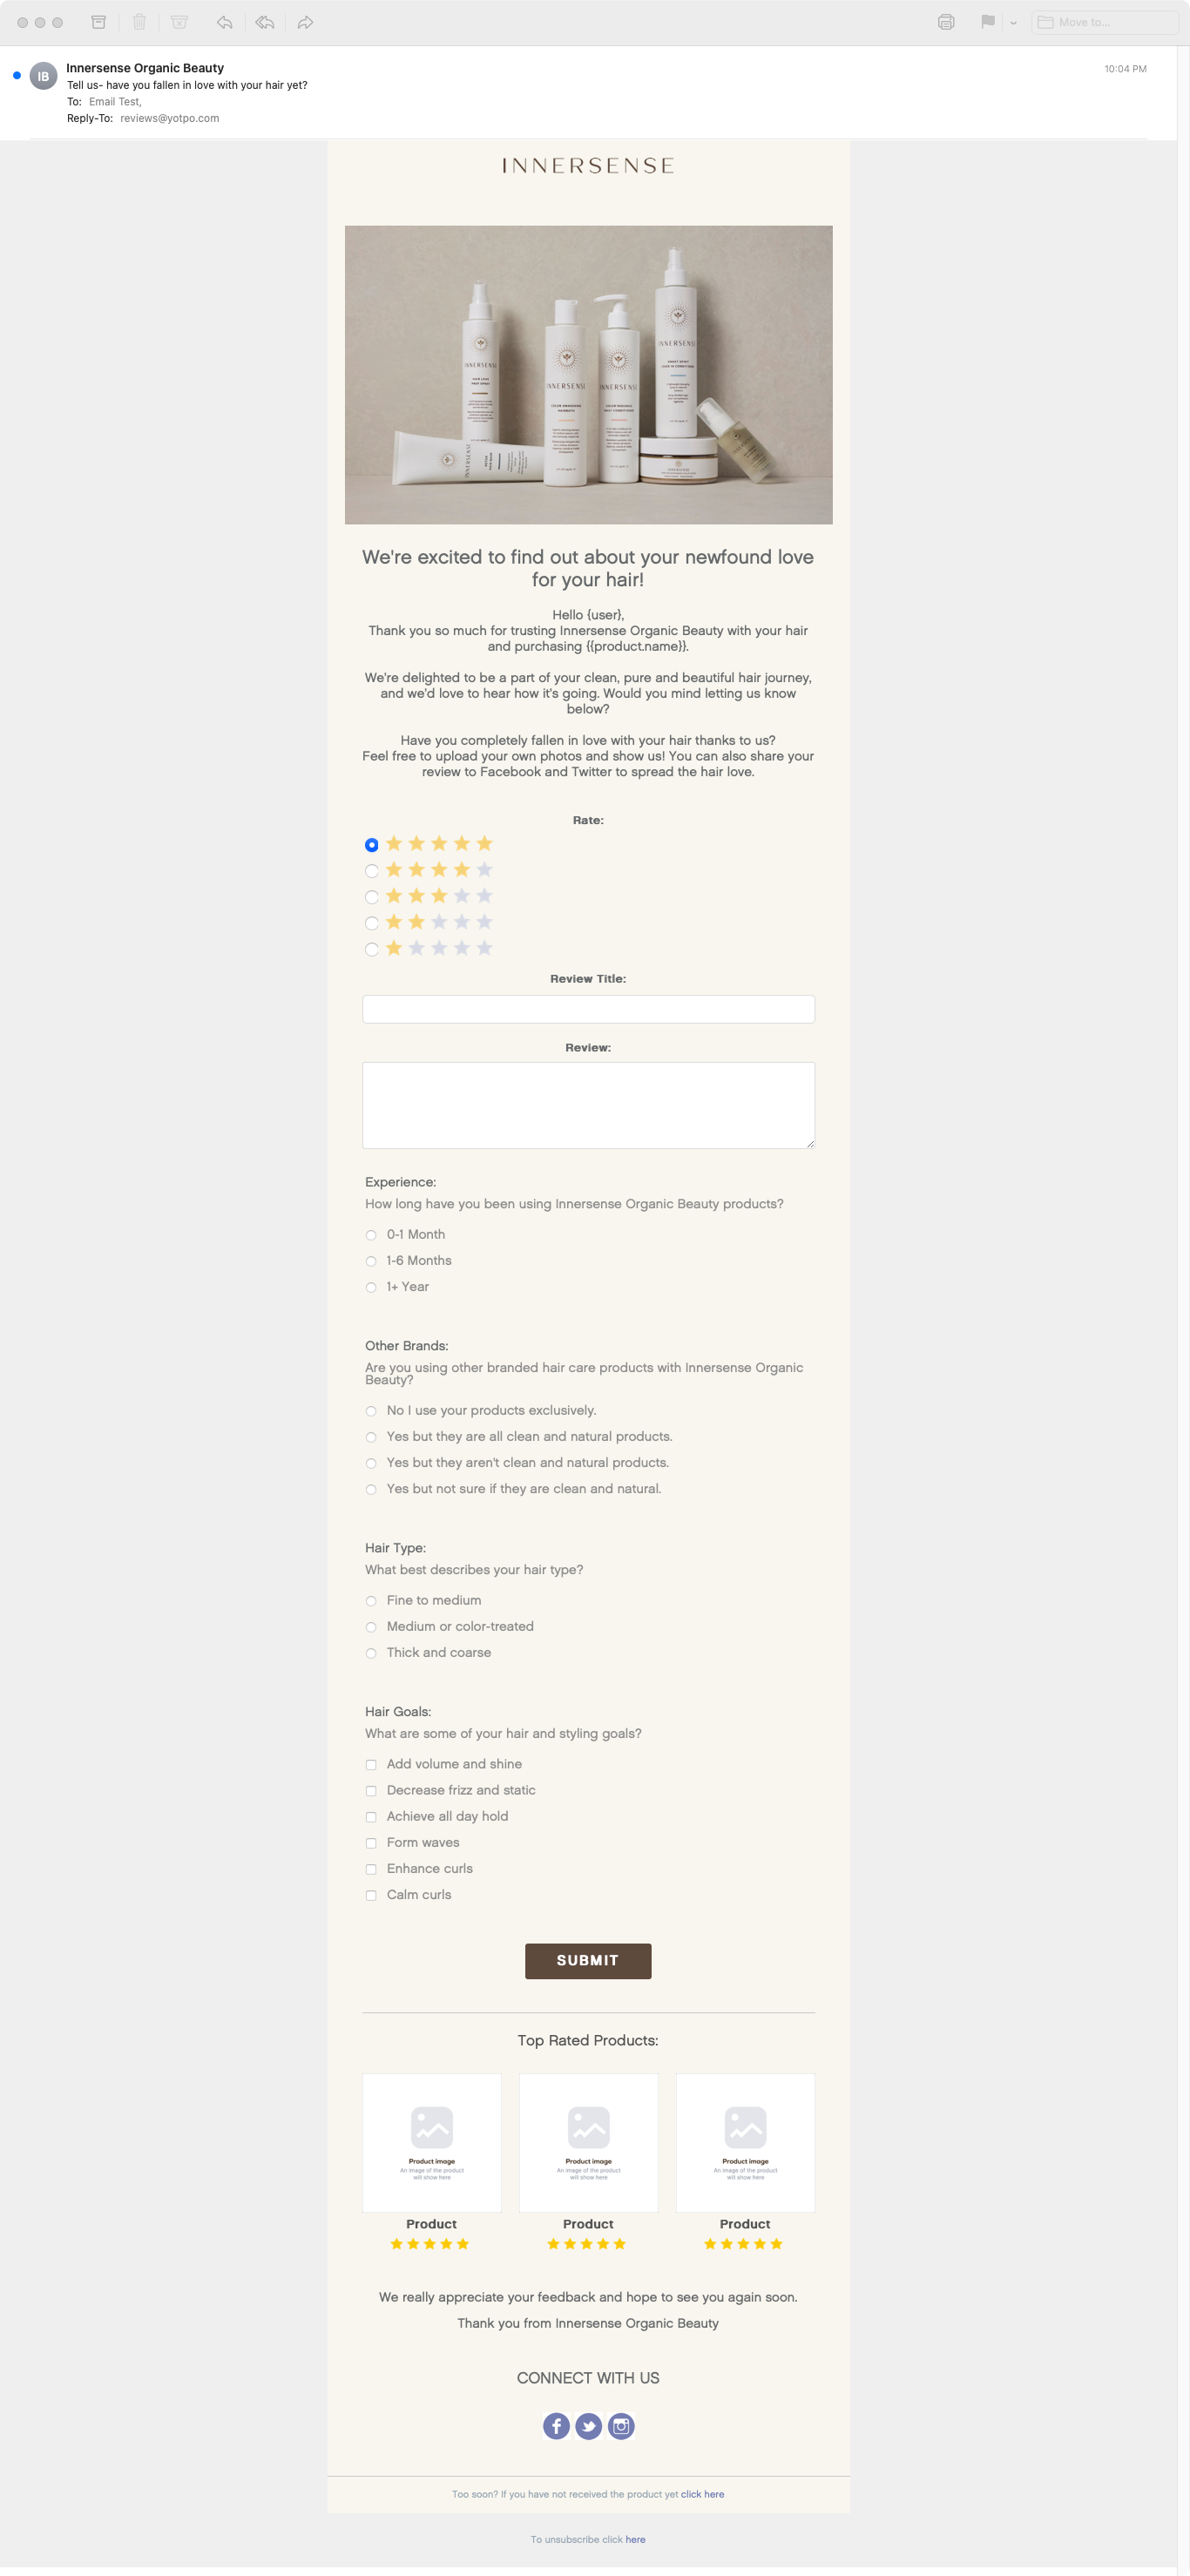 Move to...
IB
Innersense Organic Beauty
10:04 PM
Tell us- have you fallen in love with your hair yet?
To: Email Test,
Reply-To: reviews@yotpo.com
INNERSENSE
INNERSENSE
INNERSENSE
INNERSENSE
INNERSENSE
INNERSENSE
We're excited to find out about your newfound love
for your hair!
Hello {user},
Thank you so much for trusting Innersense Organic Beauty with your hair
and purchasing {{product.name}}.
We're delighted to be a part of your clean, pure and beautiful hair journey,
and we'd love to hear how it's going. Would you mind letting us know
below?
Have you completely fallen in love with your hair thanks to us?
Feel free to upload your own photos and show us! You can also share your
review to Facebook and Twitter to spread the hair love.
Rate:
Review Title:
Review:
Experience:
How long have you been using Innersense Organic Beauty products?
0-1 Month
1-6 Months
1+ Year
Other Brands:
Are you using other branded hair care products with Innersense Organic
Beauty?
No I use your products exclusively.
Yes but they are all clean and natural products.
Yes but they aren't clean and natural products.
Yes but not sure if they are clean and natural.
Hair Type:
What best describes your hair type?
Fine to medium
Medium or color-treated
Thick and coarse
Hair Goals:
What are some of your hair and styling goals?
Add volume and shine
Decrease frizz and static
Achieve all day hold
Form waves
Enhance curls
Calm curls
SUBMIT
Top Rated Products:
Product image
An image of the product
will show here
Product
Product image
An image of the product
will show here
Product
Product image
An image of the product
will show here
Product
We really appreciate your feedback and hope to see you again soon.
Thank you from Innersense Organic Beauty
CONNECT WITH US
Too soon? If you have not received the product yet click here
To unsubscribe click here